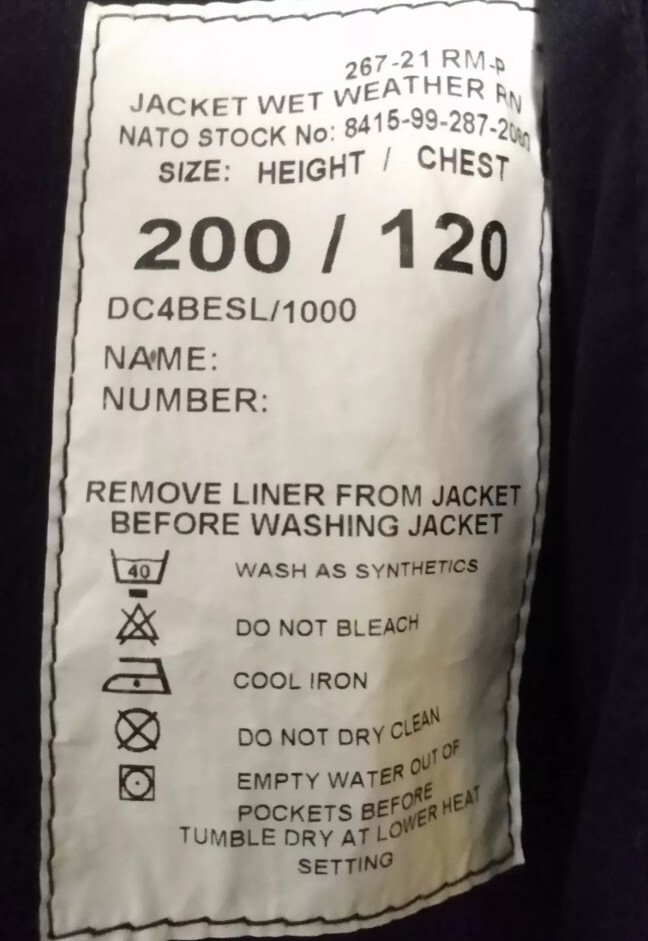 267-21 RM-P
JACKET WET WEATHER RN
NATO STOCK No: 8415-99-287-2060
SIZE: HEIGHT / CHEST
200 / 120
DC4BESL/1000
NAME:
NUMBER:
REMOVE LINER FROM JACKET
BEFORE WASHING JACKET
40 WASH AS SYNTHETICS
DO NOT BLEACH
COOL IRON
DO NOT DRY CLEAN
EMPTY WATER OUT OF
POCKETS BEFORE
TUMBLE DRY AT LOWER HEAT
SETTING